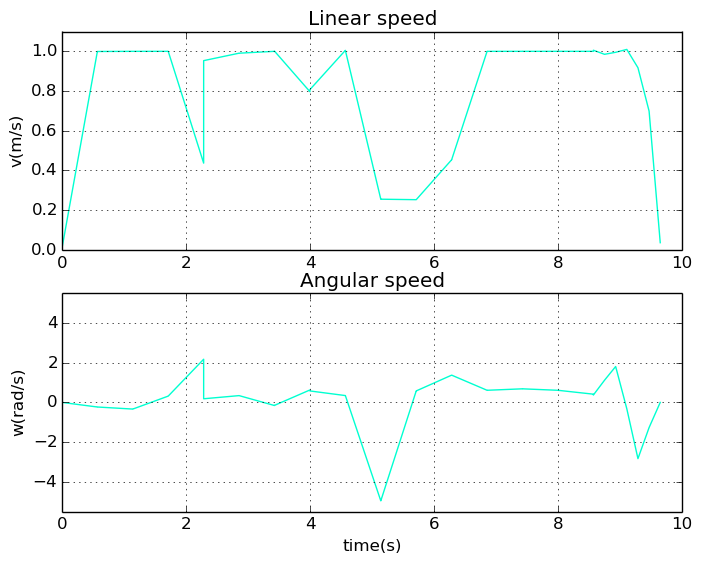 Linear speed
v(m/s)
1.0
0.8
0.6
0.4
0.2
0.0
0 2 4 6 8 10
Angular speed
w(rad/s)
4
2
0
−2
−4
0 2 4 6 8 10
time(s)